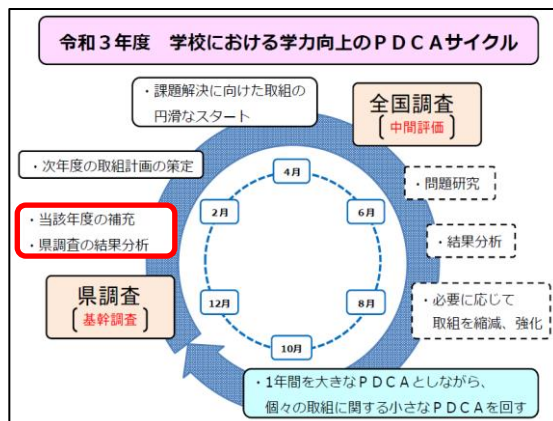 令和３年度　学校における学力向上のＰＤＣＡサイクル
・課題解決に向けた取組の
円滑なスタート
全国調査
[中間評価]
・次年度の取組計画の策定
4月
・問題研究
・当該年度の補充
・県調査の結果分析
2月
6月
・結果分析
県調査
[基幹調査]
12月
8月
・必要に応じて
取組を縮減、強化
10月
・1年間を大きなＰＤＣＡとしながら、
個々の取組に関する小さなＰＤＣＡを回す